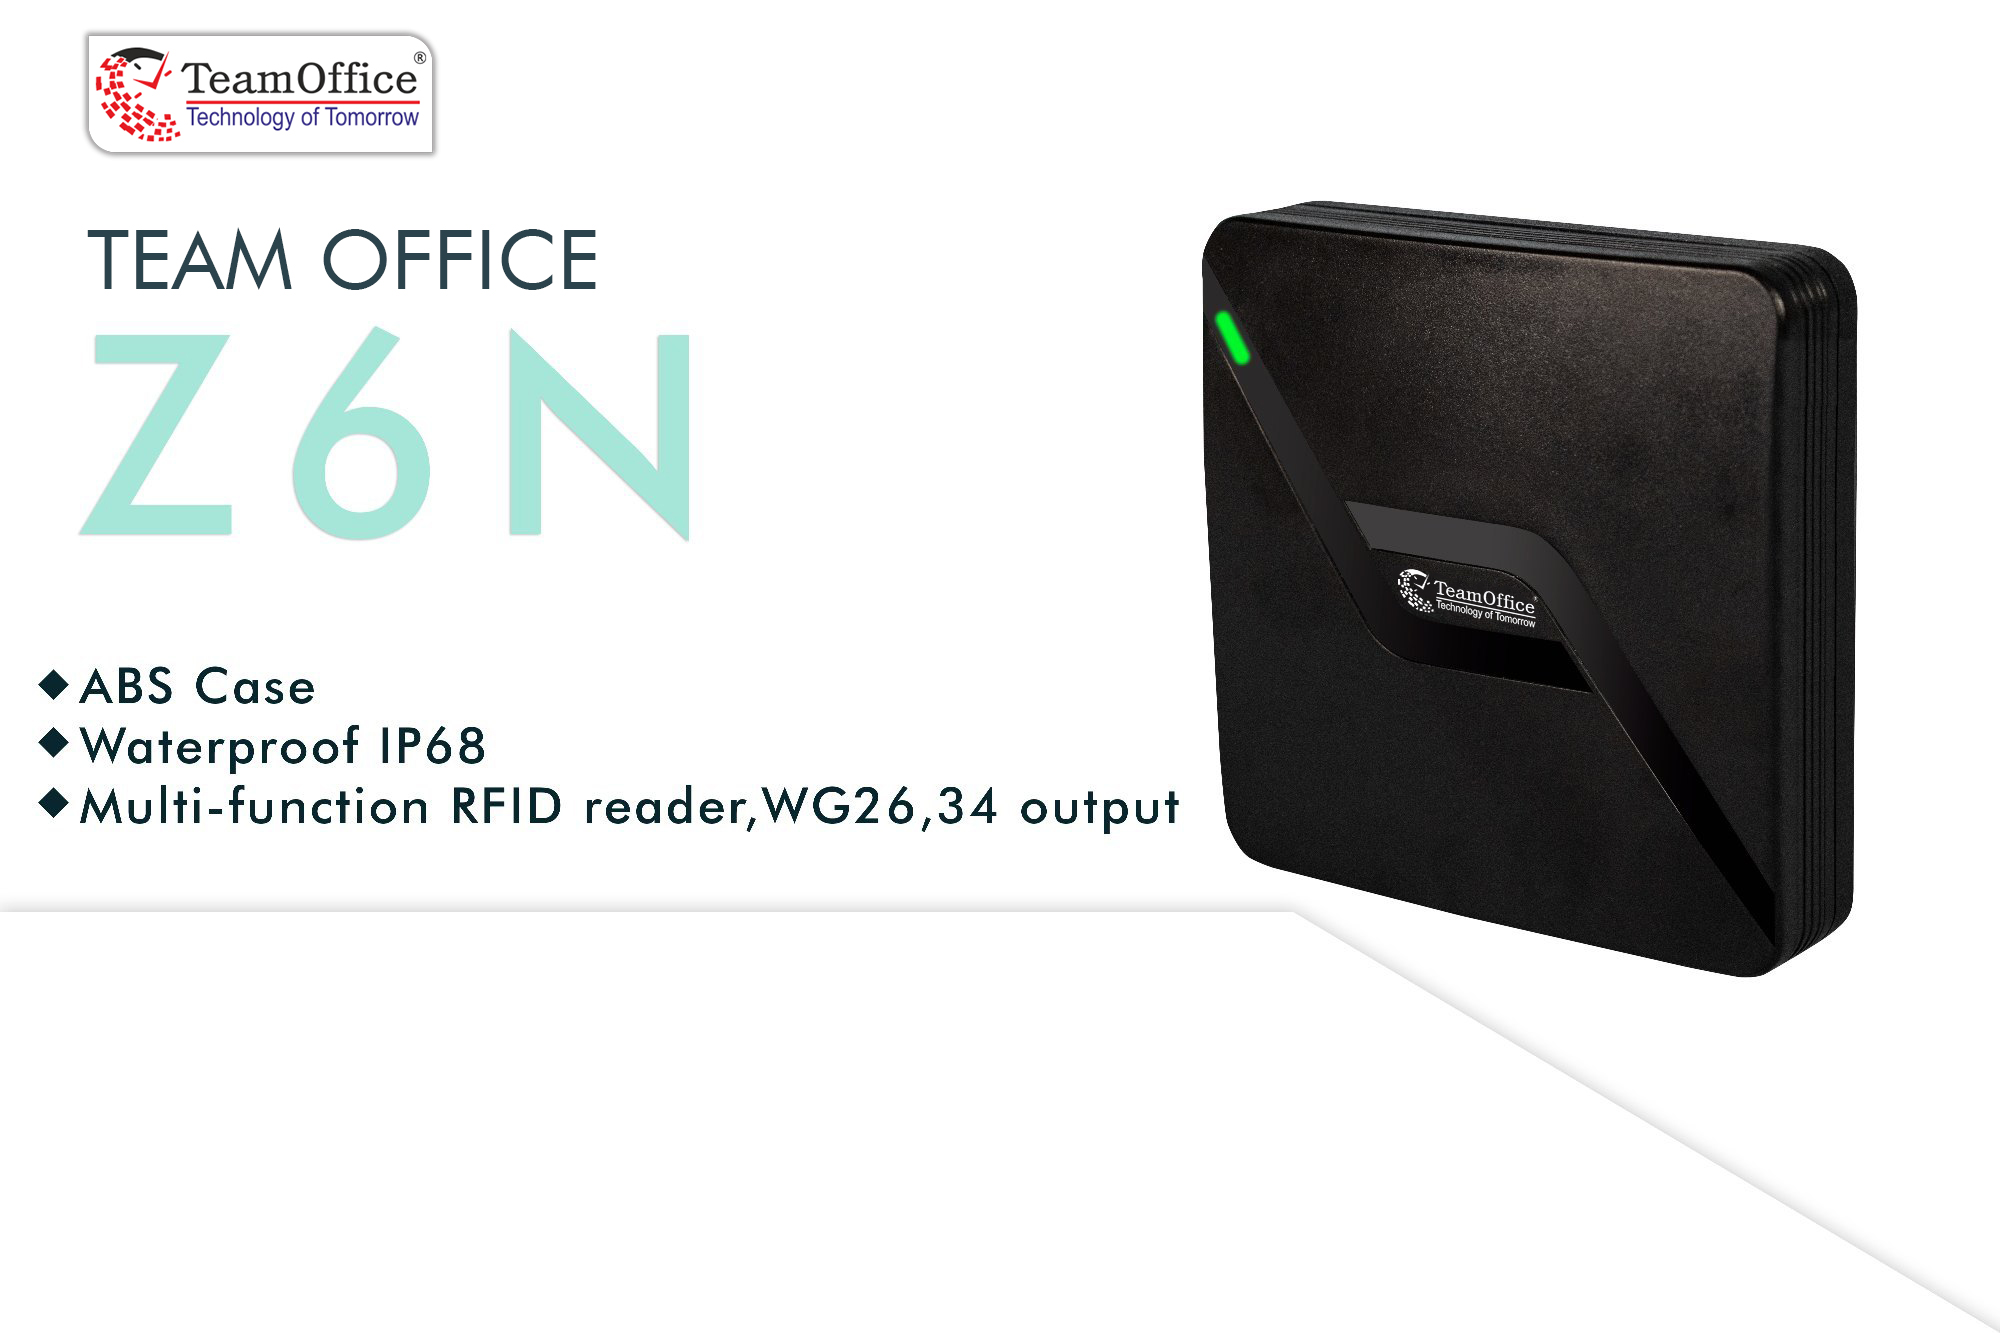 TeamOffice®
Technology of Tomorrow
TEAM OFFICE
Z6N
ABS Case
Waterproof IP68
Multi-function RFID reader,WG26,34 output
TeamOffice®
Technology of Tomorrow